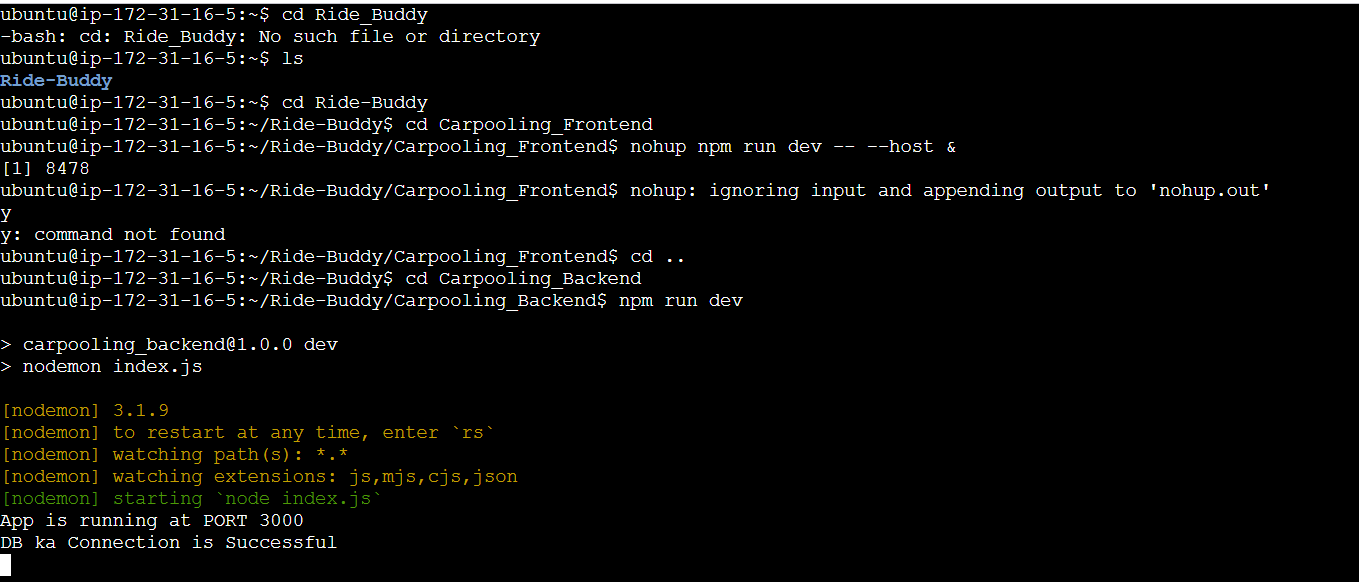 ubuntu@ip-172-31-16-5:~$ cd Ride_Buddy
-bash: cd: Ride_Buddy: No such file or directory
ubuntu@ip-172-31-16-5:~$ ls
Ride-Buddy
ubuntu@ip-172-31-16-5:~$ cd Ride-Buddy
ubuntu@ip-172-31-16-5:~/Ride-Buddy$ cd Carpooling_Frontend
ubuntu@ip-172-31-16-5:~/Ride-Buddy/Carpooling_Frontend$ nohup npm run dev -- --host &
[1] 8478
ubuntu@ip-172-31-16-5:~/Ride-Buddy/Carpooling_Frontend$ nohup: ignoring input and appending output to 'nohup.out'
y
y: command not found
ubuntu@ip-172-31-16-5:~/Ride-Buddy/Carpooling_Frontend$ cd ..
ubuntu@ip-172-31-16-5:~/Ride-Buddy$ cd Carpooling_Backend
ubuntu@ip-172-31-16-5:~/Ride-Buddy/Carpooling_Backend$ npm run dev
> carpooling_backend@1.0.0 dev
> nodemon index.js
[nodemon] 3.1.9
[nodemon] to restart at any time, enter `rs`
[nodemon] watching path(s): *.*
[nodemon] watching extensions: js,mjs,cjs,json
[nodemon] starting `node index.js`
App is running at PORT 3000
DB ka Connection is Successful